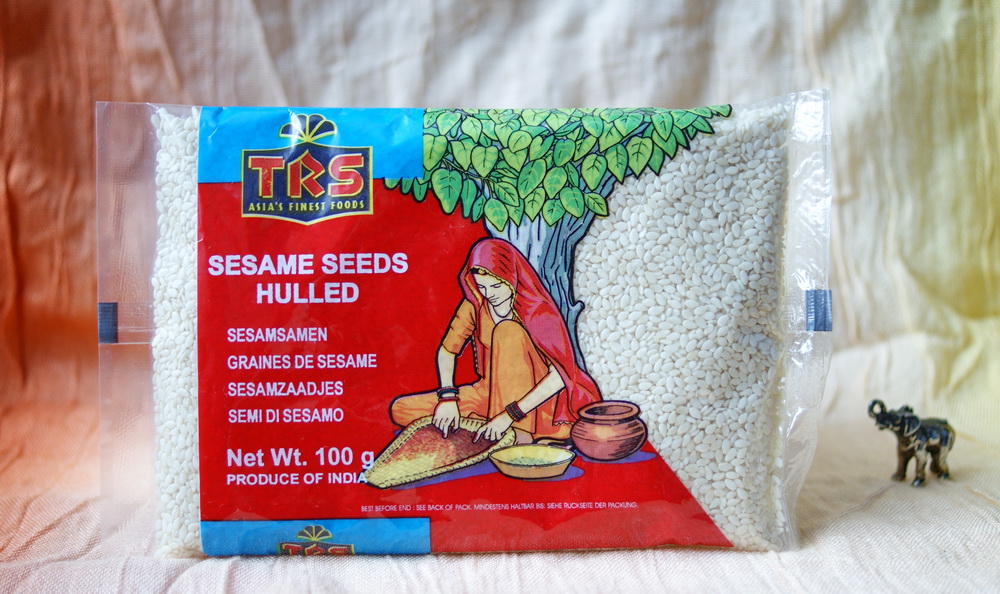 TRS
ASIA'S FINEST FOODS
SESAME SEEDS
HULLED
SESAMSAMEN
GRAINES DE SESAME
SESAMZAADJES
SEMI DI SESAMO
Net Wt. 100 g
PRODUCE OF INDIA
BEST BEFORE END : SEE BACK OF PACK. MINDESTENS HALTBAR BIS: SIEHE RUCKSEITE DER PACKUNG.
TRS